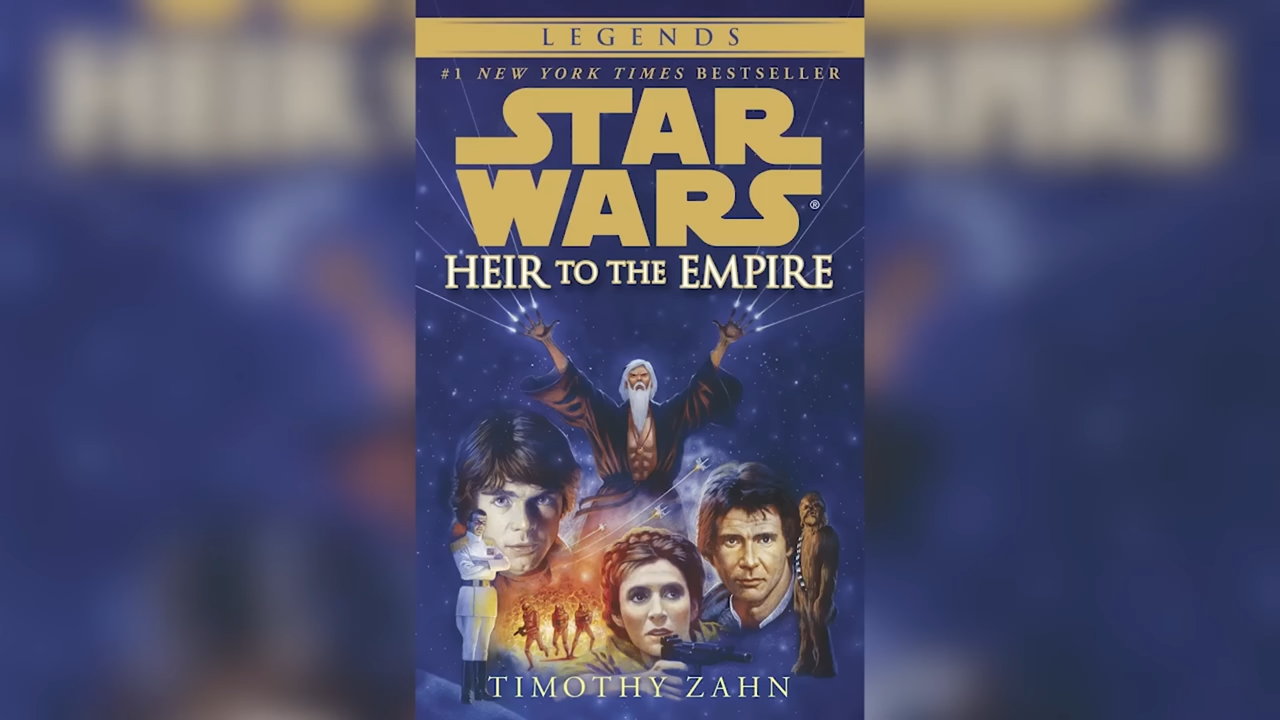 LEGENDS
#1 NEW YORK TIMES BESTSELLER
STAR
WARS®
HEIR TO THE EMPIRE
TIMOTHY ZAHN